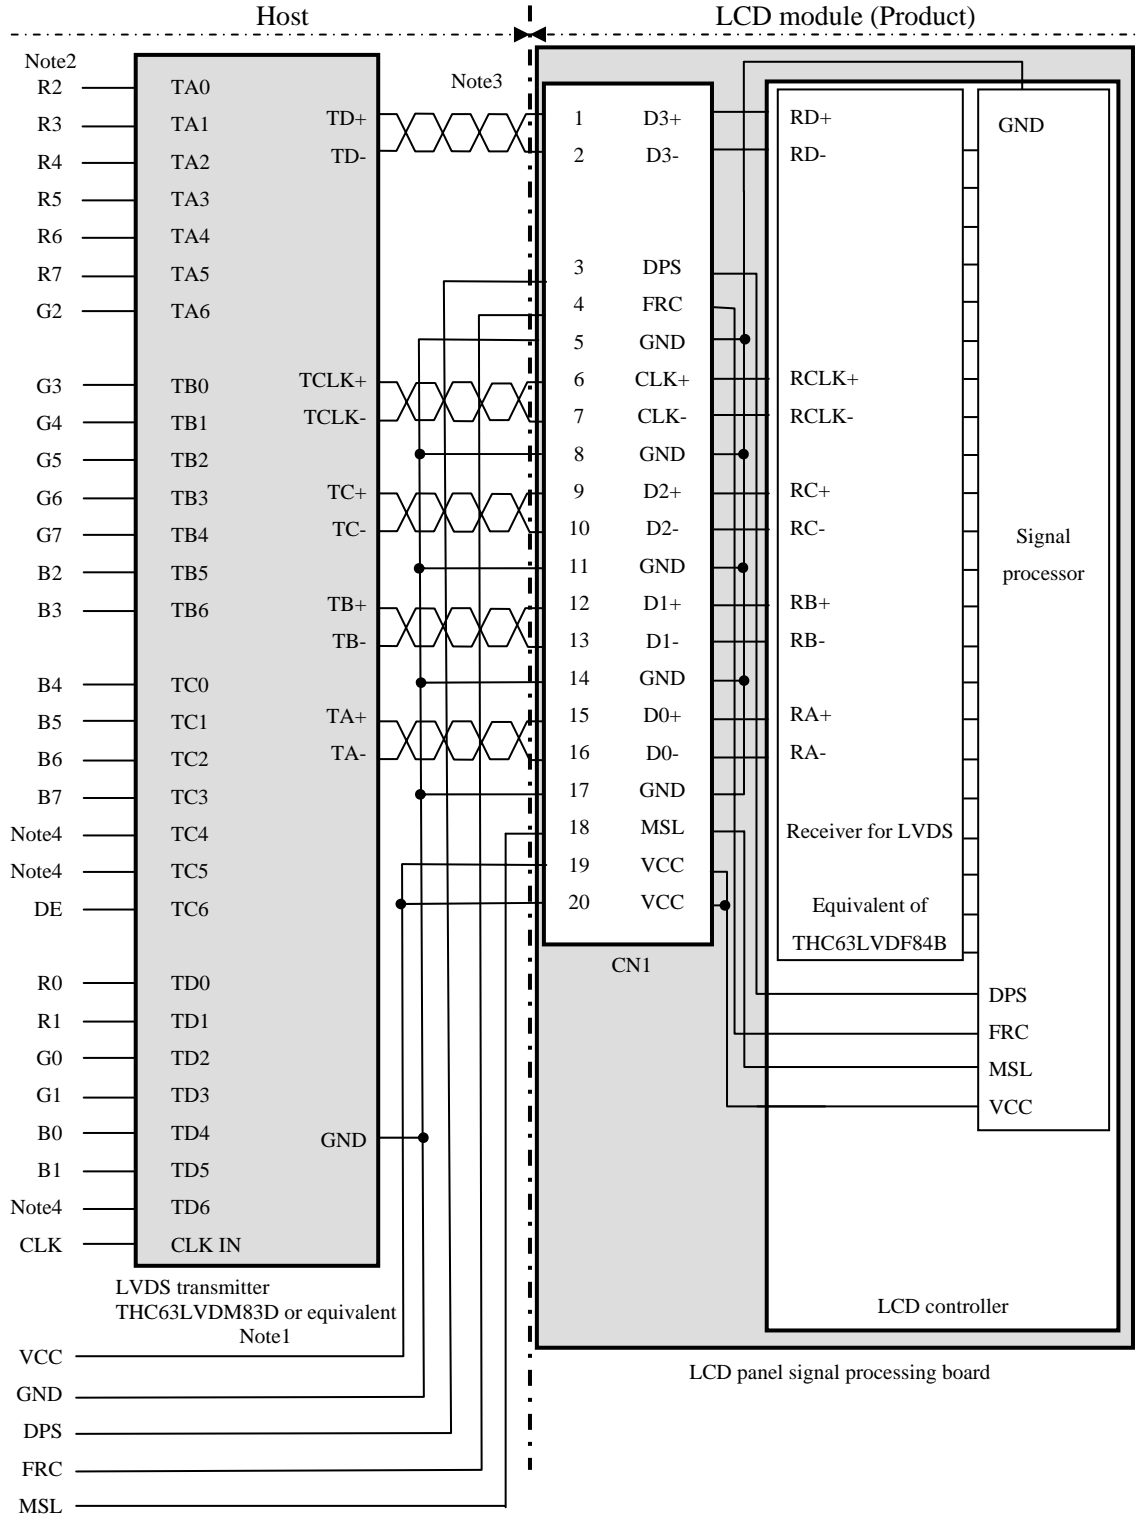 Host
LCD module (Product)
Note2
Note3
R2 TA0
R3 TA1
R4 TA2
R5 TA3
R6 TA4
R7 TA5
G2 TA6
G3 TB0
G4 TB1
G5 TB2
G6 TB3
G7 TB4
B2 TB5
B3 TB6
B4 TC0
B5 TC1
B6 TC2
B7 TC3
Note4 TC4
Note4 TC5
DE TC6
R0 TD0
R1 TD1
G0 TD2
G1 TD3
B0 TD4
B1 TD5
Note4 TD6
CLK CLK IN
TD+
TD-
TCLK+
TCLK-
TC+
TC-
TB+
TB-
TA+
TA-
GND
LVDS transmitter
THC63LVDM83D or equivalent
Note1
VCC
GND
DPS
FRC
MSL
1 D3+
2 D3-
3 DPS
4 FRC
5 GND
6 CLK+
7 CLK-
8 GND
9 D2+
10 D2-
11 GND
12 D1+
13 D1-
14 GND
15 D0+
16 D0-
17 GND
18 MSL
19 VCC
20 VCC
CN1
RD+
RD-
RCLK+
RCLK-
RC+
RC-
RB+
RB-
RA+
RA-
Receiver for LVDS
Equivalent of
THC63LVDF84B
GND
Signal
processor
DPS
FRC
MSL
VCC
LCD controller
LCD panel signal processing board